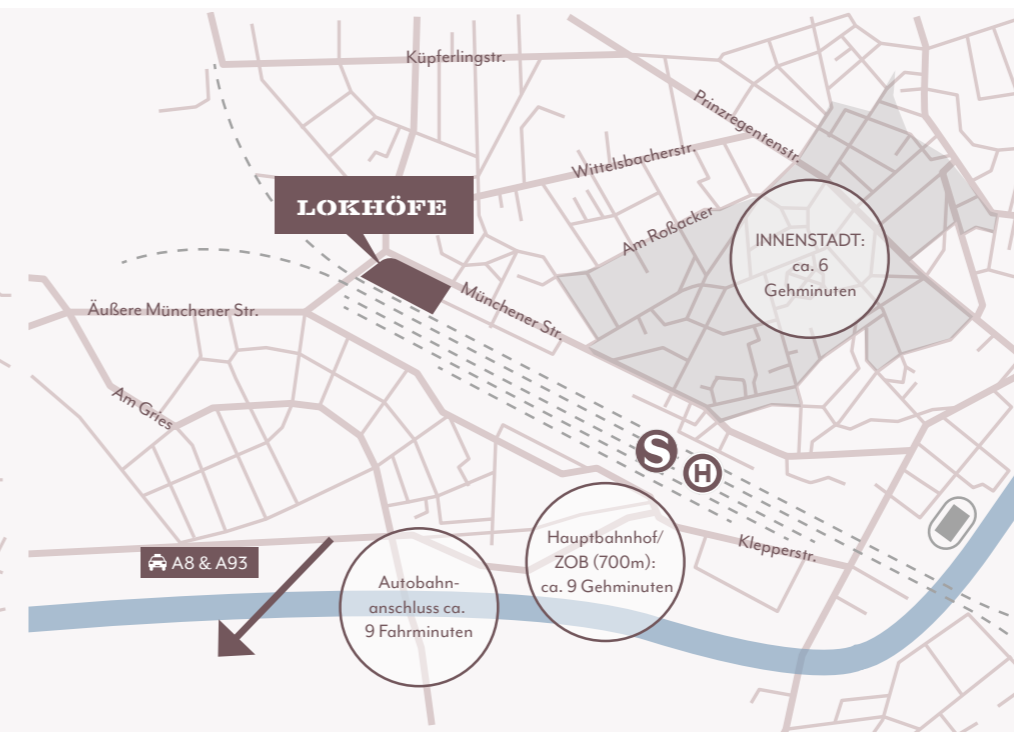 Küpferlingstr.
Prinzregentenstr.
Wittelsbacherstr.
LOKHÖFE
Am Roßacker
INNENSTADT:
ca. 6
Gehminuten
Äußere Münchener Str.
Münchener Str.
Am Gries
S
H
Hauptbahnhof/
ZOB (700m):
ca. 9 Gehminuten
Klepperstr.
A8 & A93
Autobahn-
anschluss ca.
9 Fahrminuten